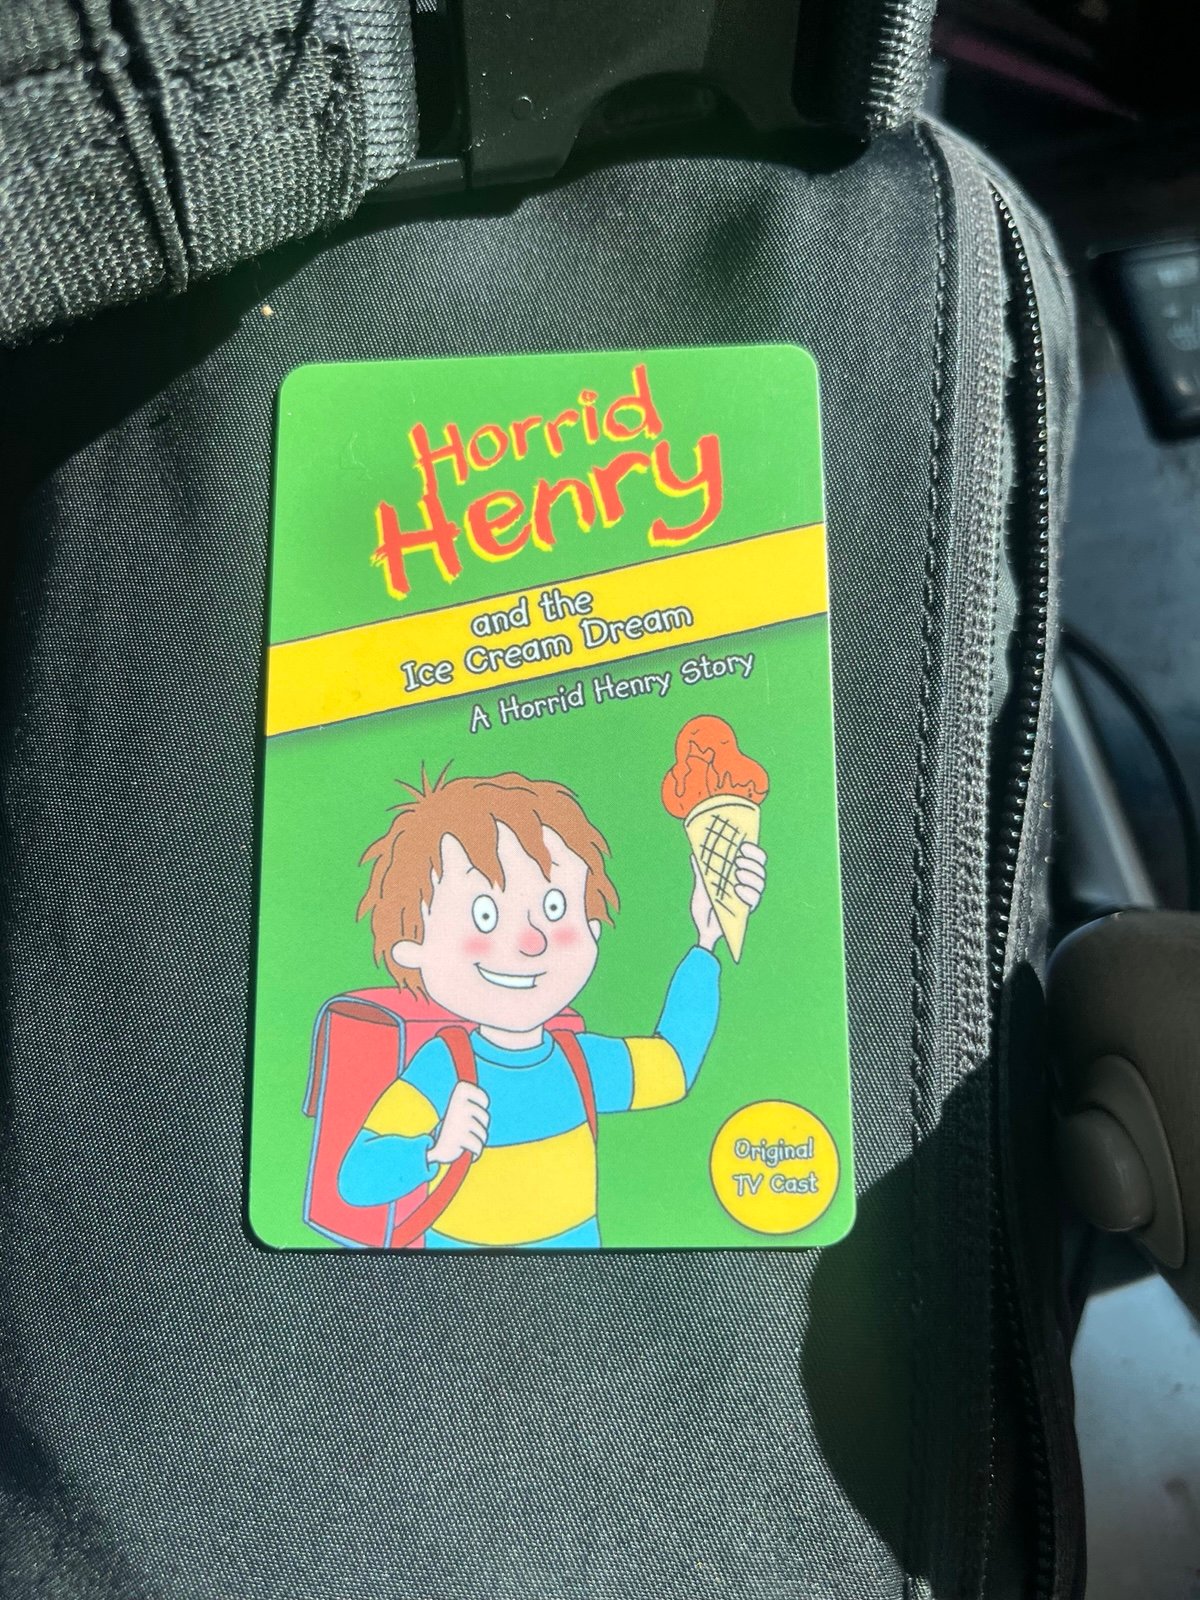 Horrid
Henry
and the
Ice Cream Dream
A Horrid Henry Story
Original
TV Cast